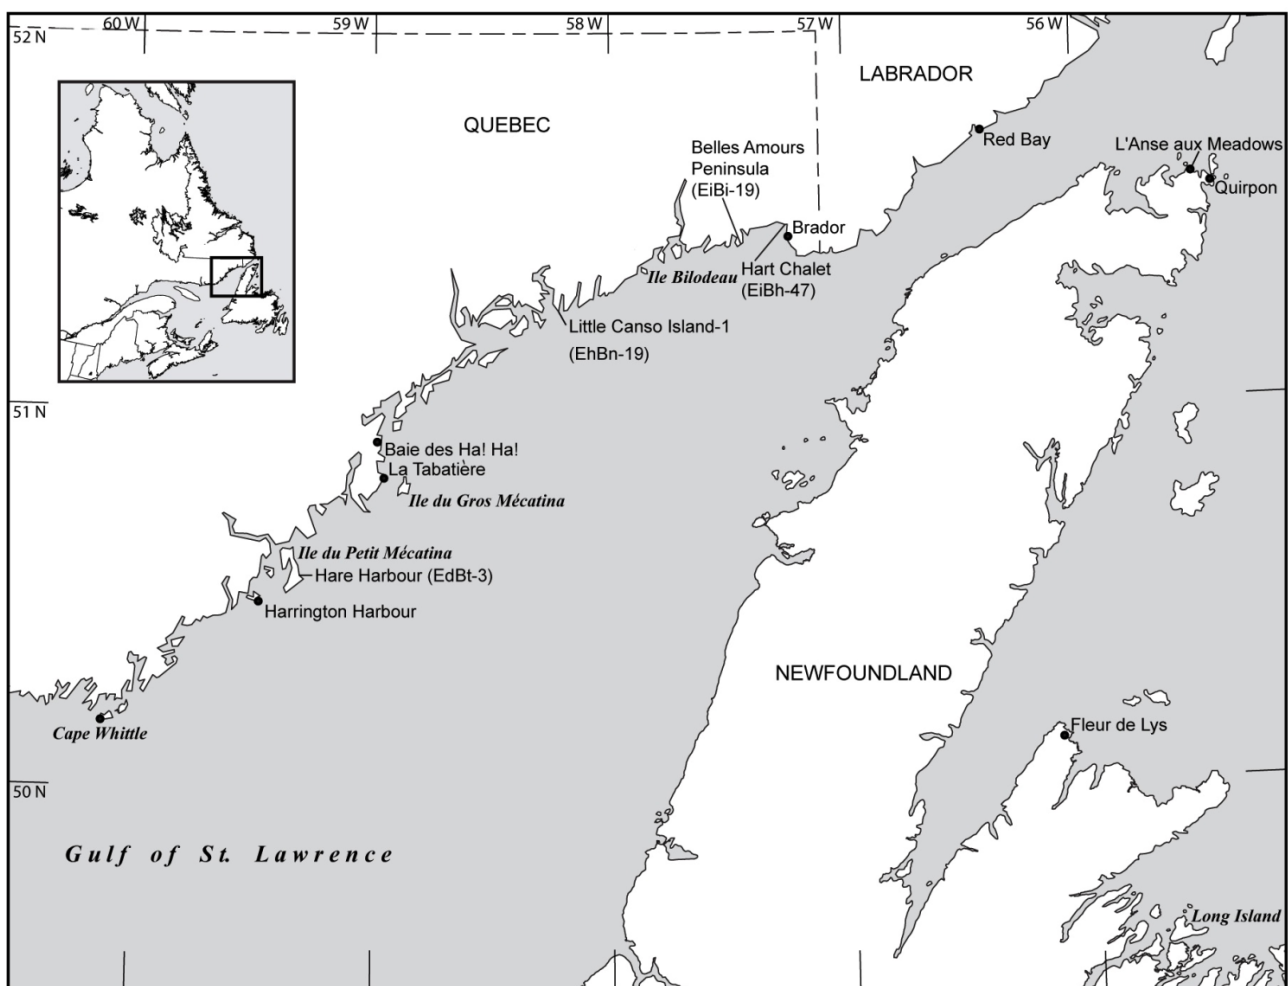 60 W
59 W
58 W
57 W
56 W
52 N
LABRADOR
QUEBEC
Red Bay
Belles Amours
Peninsula
(EiBi-19)
L'Anse aux Meadows
Quirpon
Brador
Ile Bilodeau
Hart Chalet
(EiBh-47)
Little Canso Island-1
(EhBn-19)
51 N
Baie des Ha! Ha!
La Tabatière
Ile du Gros Mécatina
Ile du Petit Mécatina
Hare Harbour (EdBt-3)
Harrington Harbour
NEWFOUNDLAND
Cape Whittle
Fleur de Lys
50 N
Gulf of St. Lawrence
Long Island